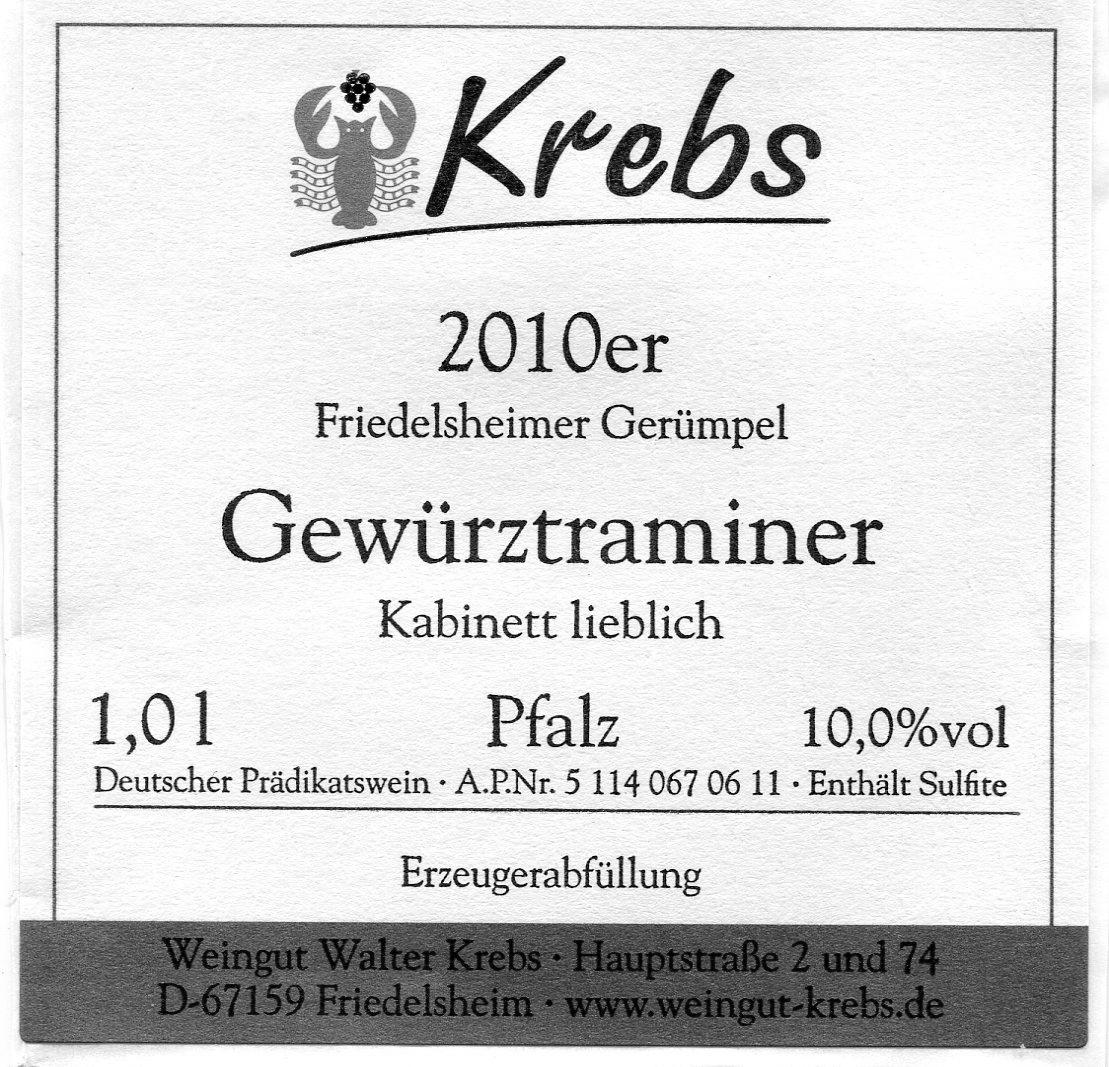 Krebs
2010er
Friedelsheimer Gerümpel
Gewürztraminer
Kabinett lieblich
1,0 l Pfalz 10,0%vol
Deutscher Prädikatswein · A.P.Nr. 5 114 067 06 11 · Enthält Sulfite
Erzeugerabfüllung
Weingut Walter Krebs · Hauptstraße 2 und 74
D-67159 Friedelsheim · www.weingut-krebs.de